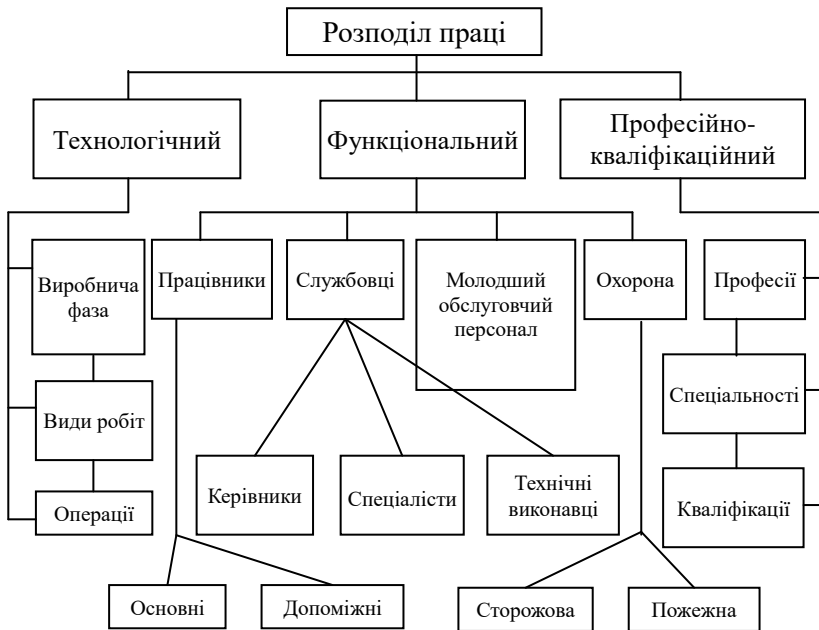 Розподіл праці
Технологічний
Функціональний
Професійно-
кваліфікаційний
Виробнича
фаза
Працівники
Службовці
Молодший
обслуговчий
персонал
Охорона
Професії
Види робіт
Спеціальності
Керівники
Спеціалісти
Технічні
виконавці
Операції
Кваліфікації
Основні
Допоміжні
Сторожова
Пожежна